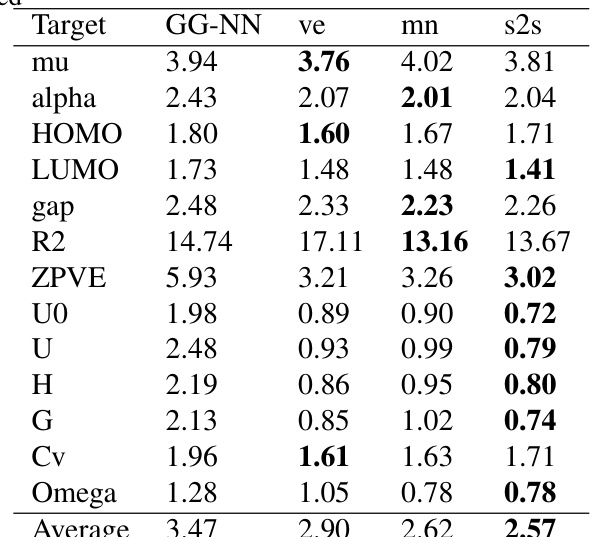 Target GG-NN ve mn s2s
mu 3.94 3.76 4.02 3.81
alpha 2.43 2.07 2.01 2.04
HOMO 1.80 1.60 1.67 1.71
LUMO 1.73 1.48 1.48 1.41
gap 2.48 2.33 2.23 2.26
R2 14.74 17.11 13.16 13.67
ZPVE 5.93 3.21 3.26 3.02
U0 1.98 0.89 0.90 0.72
U 2.48 0.93 0.99 0.79
H 2.19 0.86 0.95 0.80
G 2.13 0.85 1.02 0.74
Cv 1.96 1.61 1.63 1.71
Omega 1.28 1.05 0.78 0.78
Average 3.47 2.90 2.62 2.57